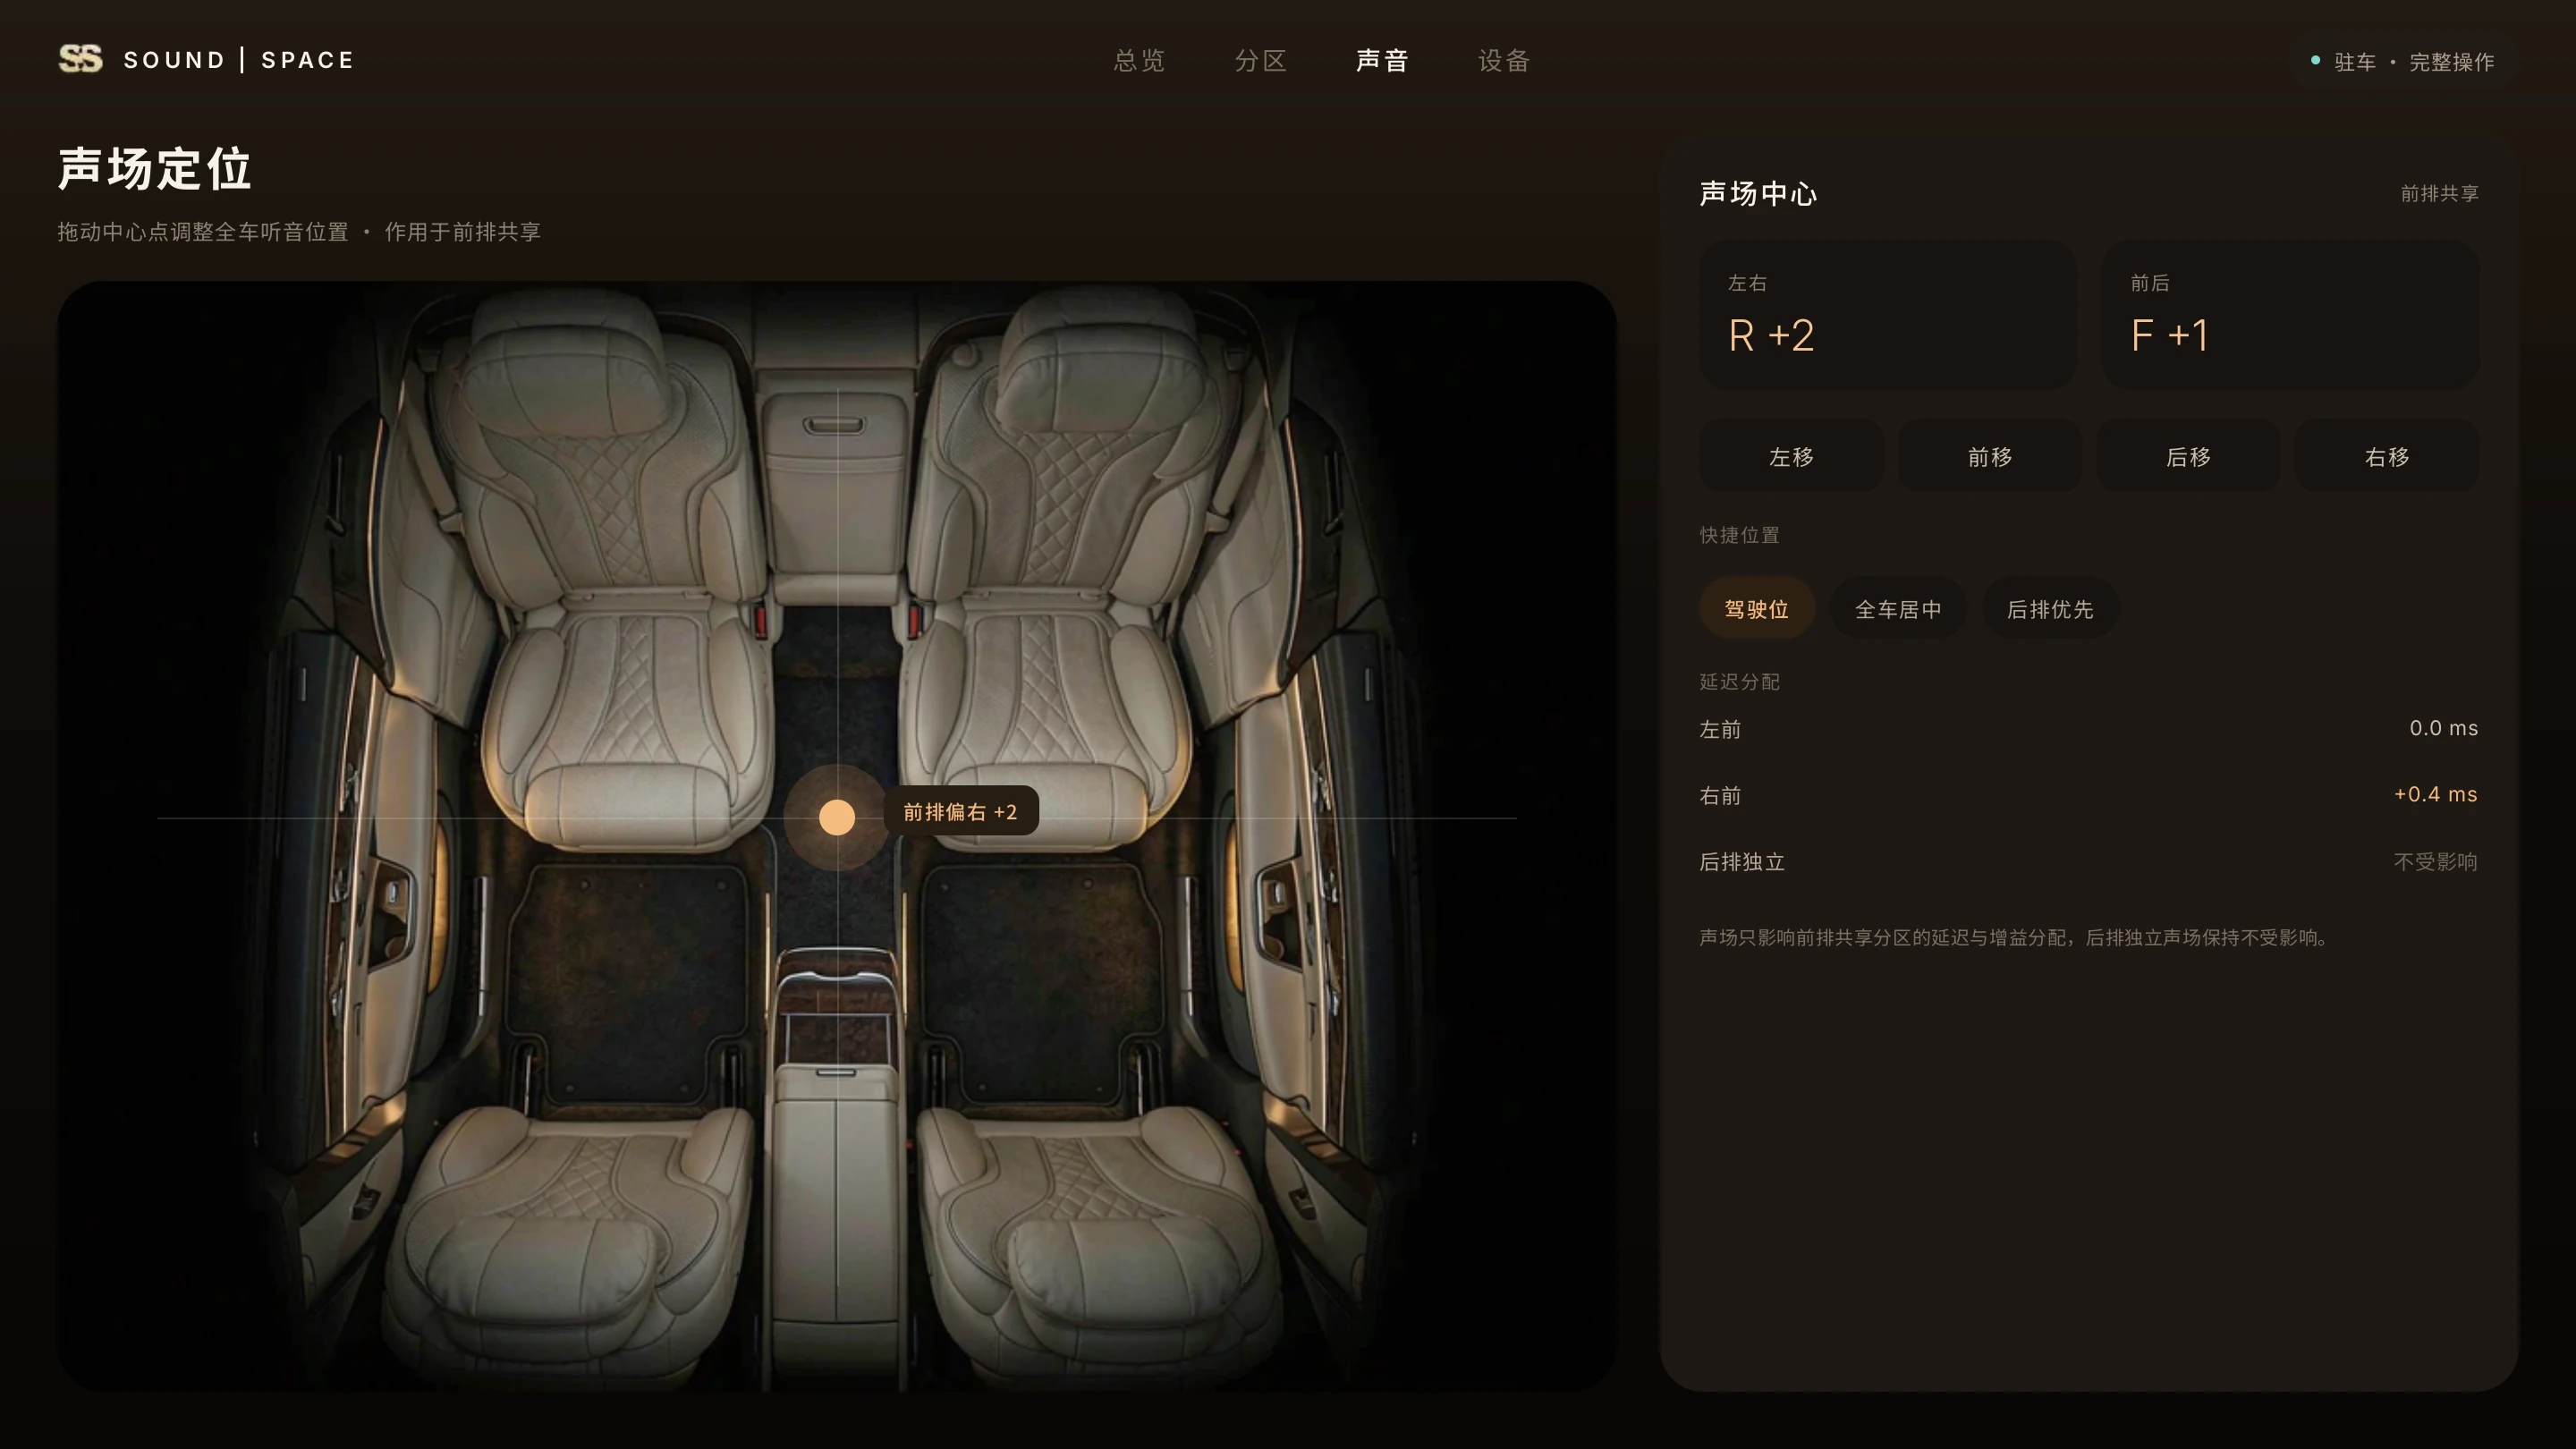 SS SOUND | SPACE
总览 分区 声音 设备
驻车 • 完整操作
声场定位
拖动中心点调整全车听音位置 • 作用于前排共享
前排偏右 +2
声场中心 前排共享
左右 前后
R +2 F +1
左移 前移 后移 右移
快捷位置
驾驶位 全车居中 后排优先
延迟分配
左前 0.0 ms
右前 +0.4 ms
后排独立 不受影响
声场只影响前排共享分区的延迟与增益分配，后排独立声场保持不受影响。